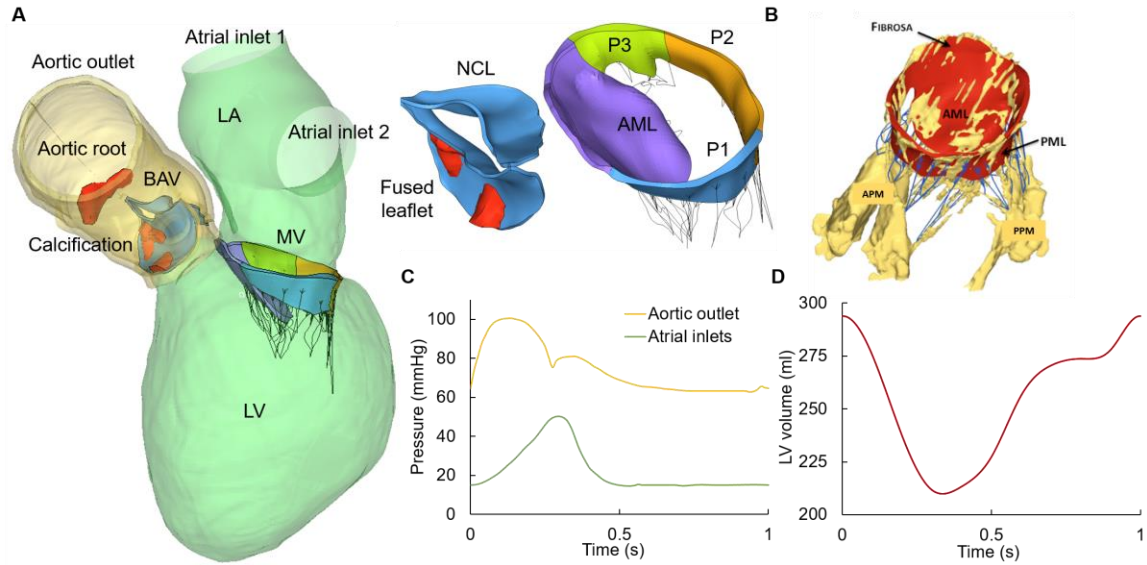 A
Atrial inlet 1
Aortic outlet
LA
Atrial inlet 2
Aortic root
BAV
Calcification
MV
LV
NCL
Fused
leaflet
P3
P2
AML
P1
B
FIBROSA
AML
PML
APM
PPM
C
Aortic outlet
Atrial inlets
Pressure (mmHg)
100
80
60
40
20
0
0
0.5
1
Time (s)
D
LV volume (ml)
300
275
250
225
200
0
0.5
1
Time (s)